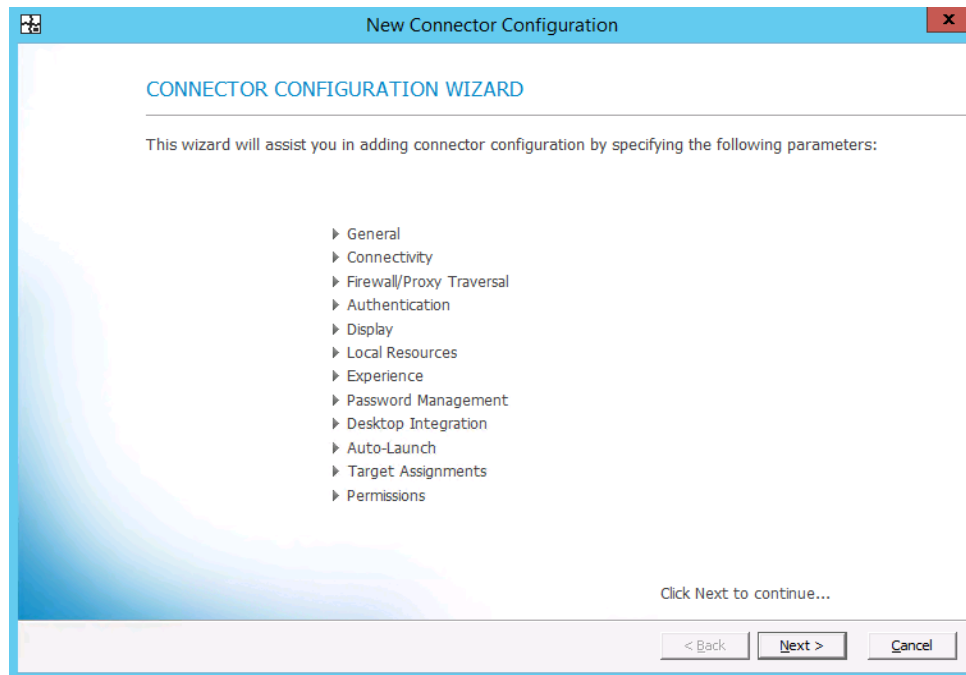 New Connector Configuration
x
CONNECTOR CONFIGURATION WIZARD
This wizard will assist you in adding connector configuration by specifying the following parameters:
General
Connectivity
Firewall/Proxy Traversal
Authentication
Display
Local Resources
Experience
Password Management
Desktop Integration
Auto-Launch
Target Assignments
Permissions
Click Next to continue...
< Back Next > Cancel